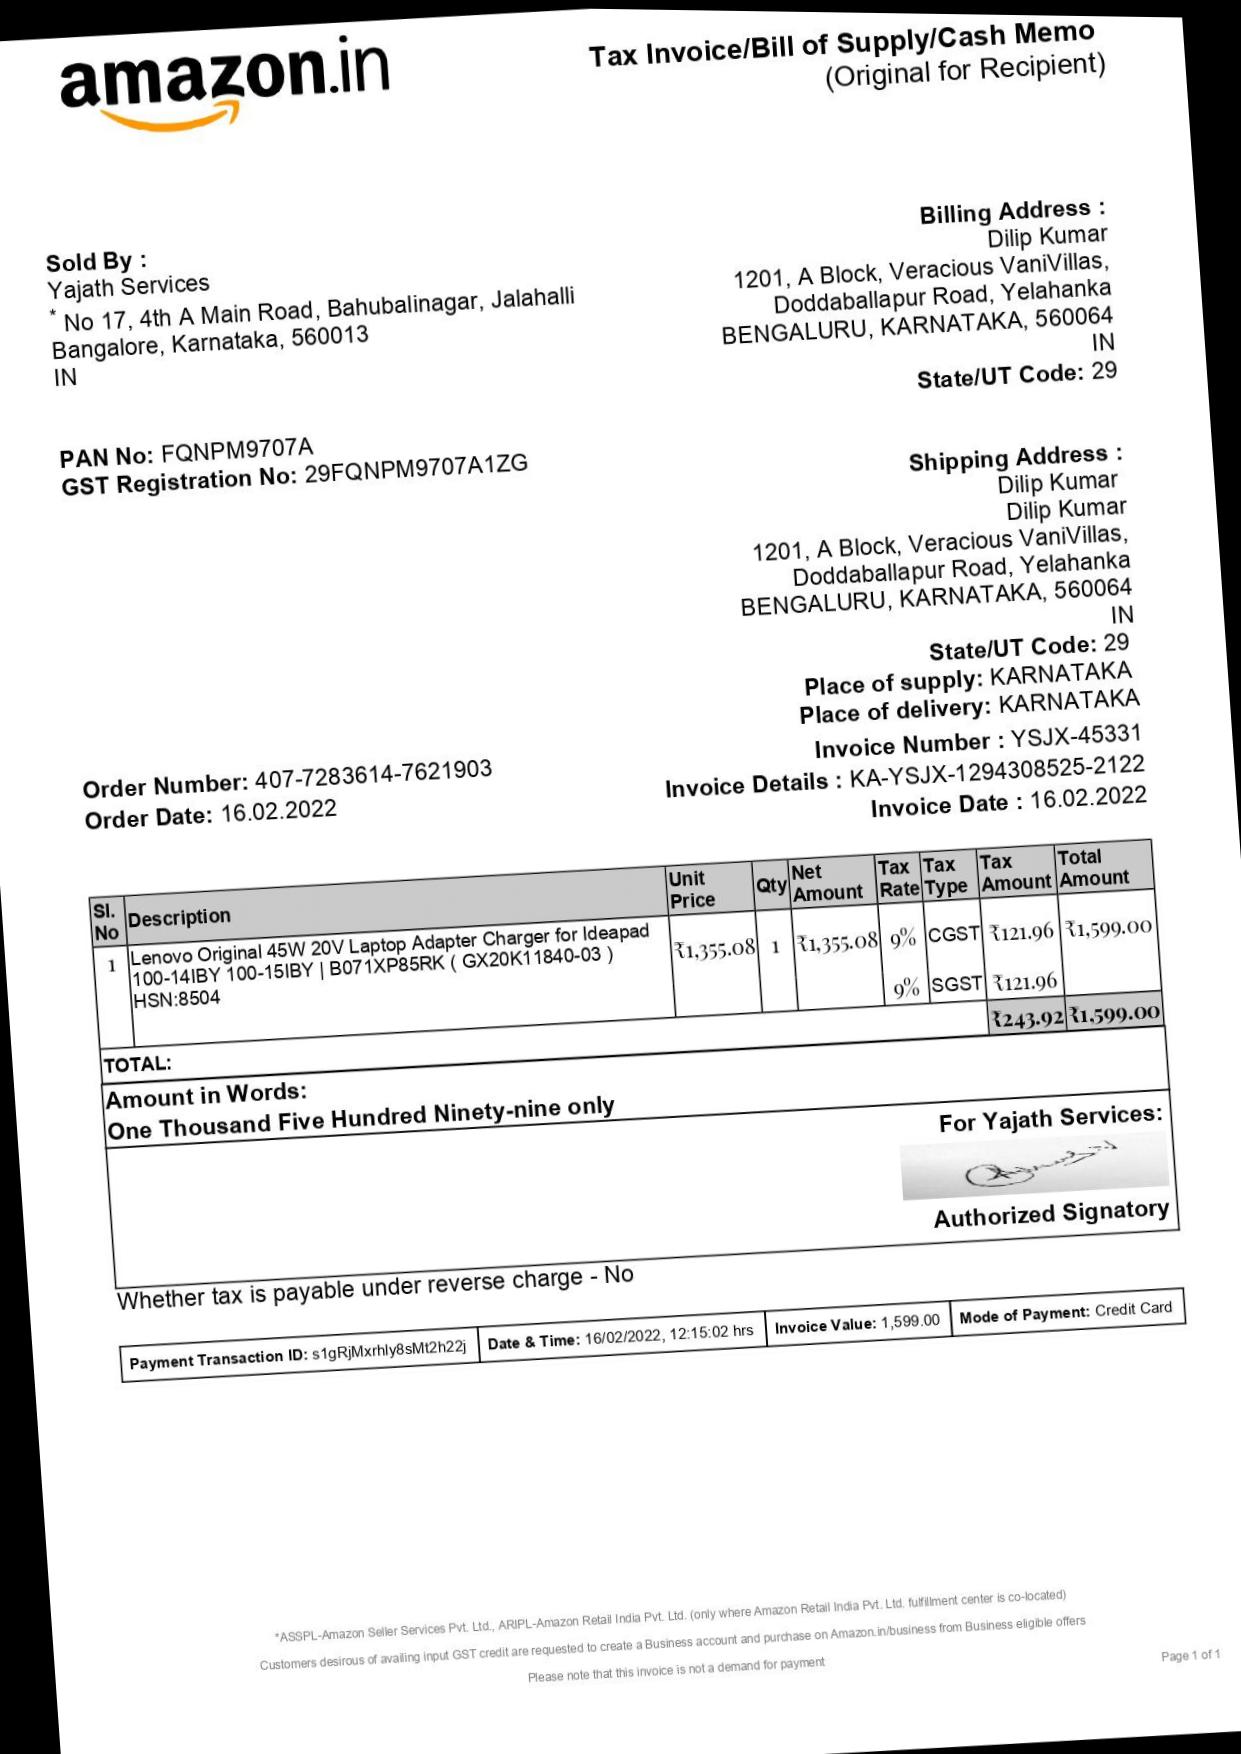 amazon.in
Tax Invoice/Bill of Supply/Cash Memo
(Original for Recipient)
Sold By :
Yajath Services
* No 17, 4th A Main Road, Bahubalinagar, Jalahalli
Bangalore, Karnataka, 560013
IN
Billing Address :
Dilip Kumar
1201, A Block, Veracious VaniVillas,
Doddaballapur Road, Yelahanka
BENGALURU, KARNATAKA, 560064
IN
State/UT Code: 29
PAN No: FQNPM9707A
GST Registration No: 29FQNPM9707A1ZG
Shipping Address :
Dilip Kumar
Dilip Kumar
1201, A Block, Veracious VaniVillas,
Doddaballapur Road, Yelahanka
BENGALURU, KARNATAKA, 560064
IN
State/UT Code: 29
Place of supply: KARNATAKA
Place of delivery: KARNATAKA
Order Number: 407-7283614-7621903
Order Date: 16.02.2022
Invoice Number : YSJX-45331
Invoice Details : KA-YSJX-1294308525-2122
Invoice Date : 16.02.2022
Sl. No Description Unit Price Qty Net Amount Tax Rate Tax Type Tax Amount Total Amount
1 Lenovo Original 45W 20V Laptop Adapter Charger for Ideapad ₹1,355.08 1 ₹1,355.08 9% CGST ₹121.96 ₹1,599.00
100-14IBY 100-15IBY | B071XP85RK ( GX20K11840-03 )
HSN:8504 9% SGST ₹121.96
TOTAL: ₹243.92 ₹1,599.00
Amount in Words:
One Thousand Five Hundred Ninety-nine only
For Yajath Services:
Authorized Signatory
Whether tax is payable under reverse charge - No
Payment Transaction ID: s1gRjMxrhly8sMt2h22j Date & Time: 16/02/2022, 12:15:02 hrs Invoice Value: 1,599.00 Mode of Payment: Credit Card
*ASSPL-Amazon Seller Services Pvt. Ltd., ARIPL-Amazon Retail India Pvt. Ltd. (only where Amazon Retail India Pvt. Ltd. fulfillment center is co-located)
Customers desirous of availing input GST credit are requested to create a Business account and purchase on Amazon.in/business from Business eligible offers
Please note that this invoice is not a demand for payment
Page 1 of 1